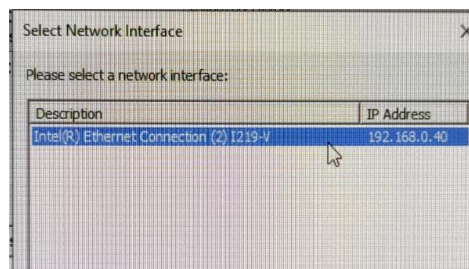 Select Network Interface
Please select a network interface:
Description IP Address
Intel(R) Ethernet Connection (2) I219-V 192.168.0.40